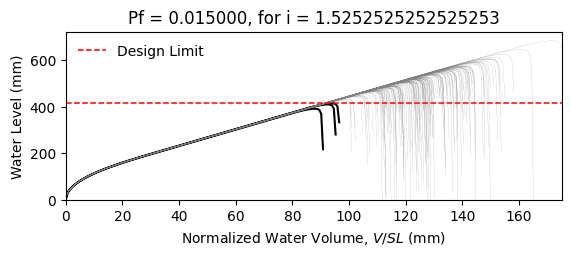 Pf = 0.015000, for i = 1.5252525252525253
Water Level (mm)
600
400
200
0
Design Limit
0 20 40 60 80 100 120 140 160
Normalized Water Volume, V/SL (mm)